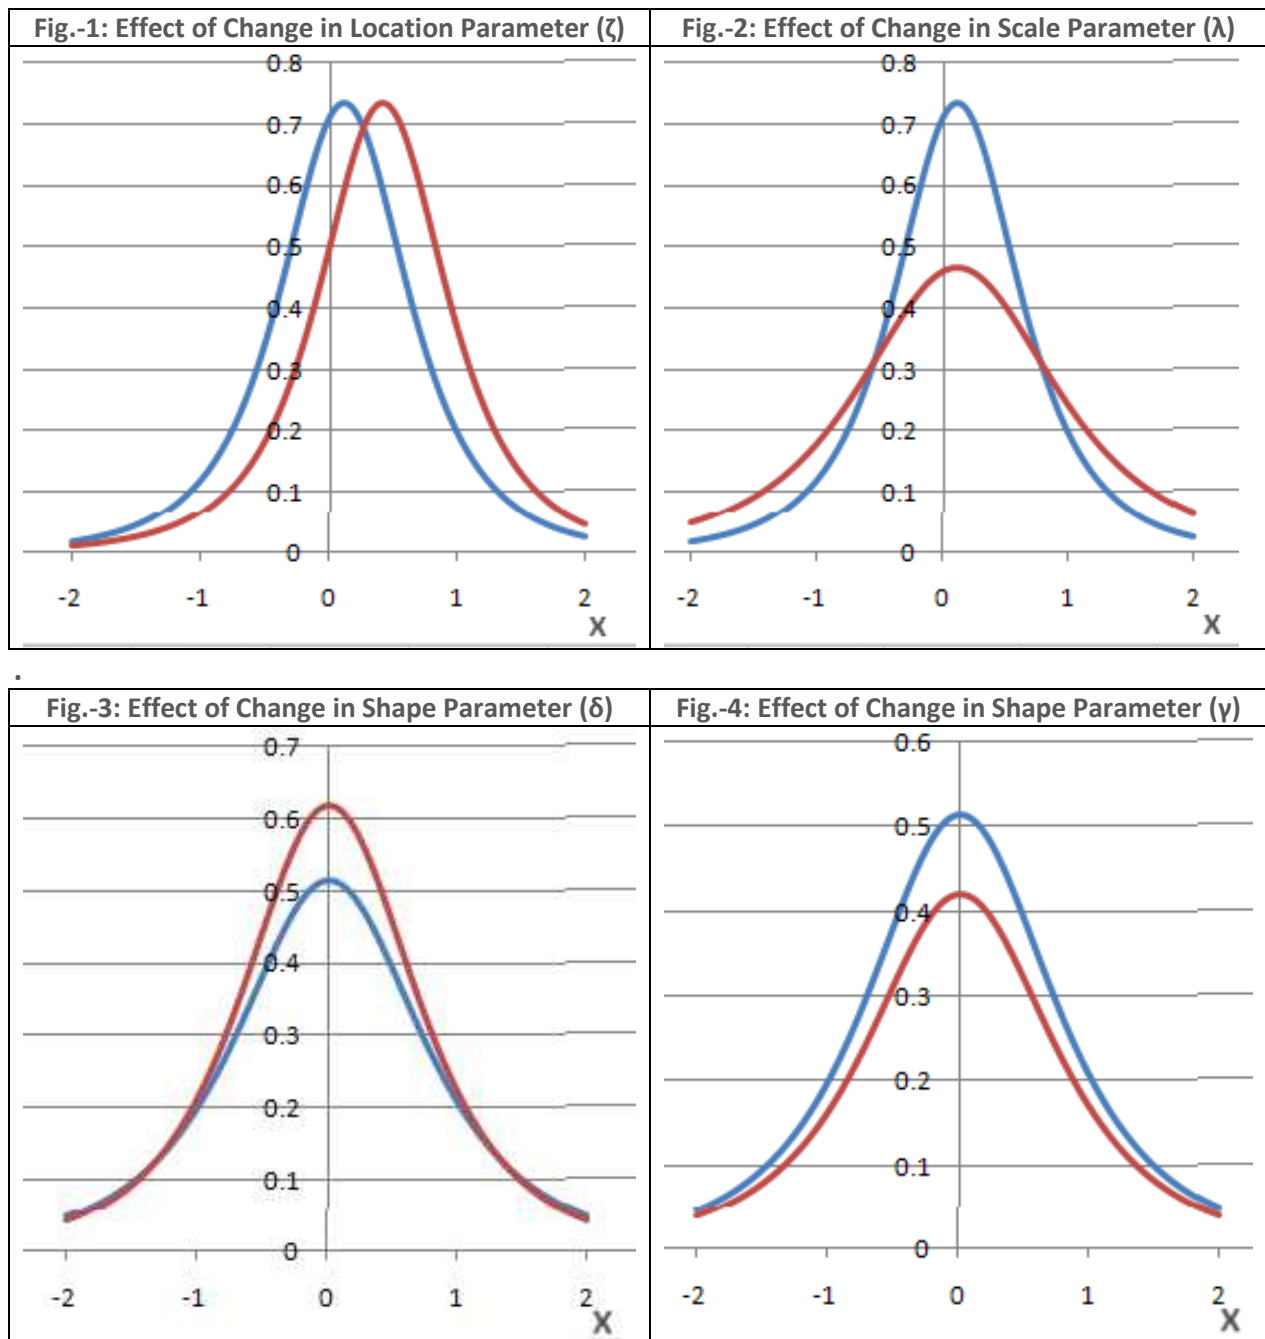 Fig.-1: Effect of Change in Location Parameter (ζ)
0.8
0.7
0.6
0.5
0.4
0.3
0.2
0.1
0
-2 -1 0 1 2
X
Fig.-2: Effect of Change in Scale Parameter (λ)
0.8
0.7
0.6
0.5
0.4
0.3
0.2
0.1
0
-2 -1 0 1 2
X
.
Fig.-3: Effect of Change in Shape Parameter (δ)
0.7
0.6
0.5
0.4
0.3
0.2
0.1
0
-2 -1 0 1 2
X
Fig.-4: Effect of Change in Shape Parameter (γ)
0.6
0.5
0.4
0.3
0.2
0.1
0
-2 -1 0 1 2
X